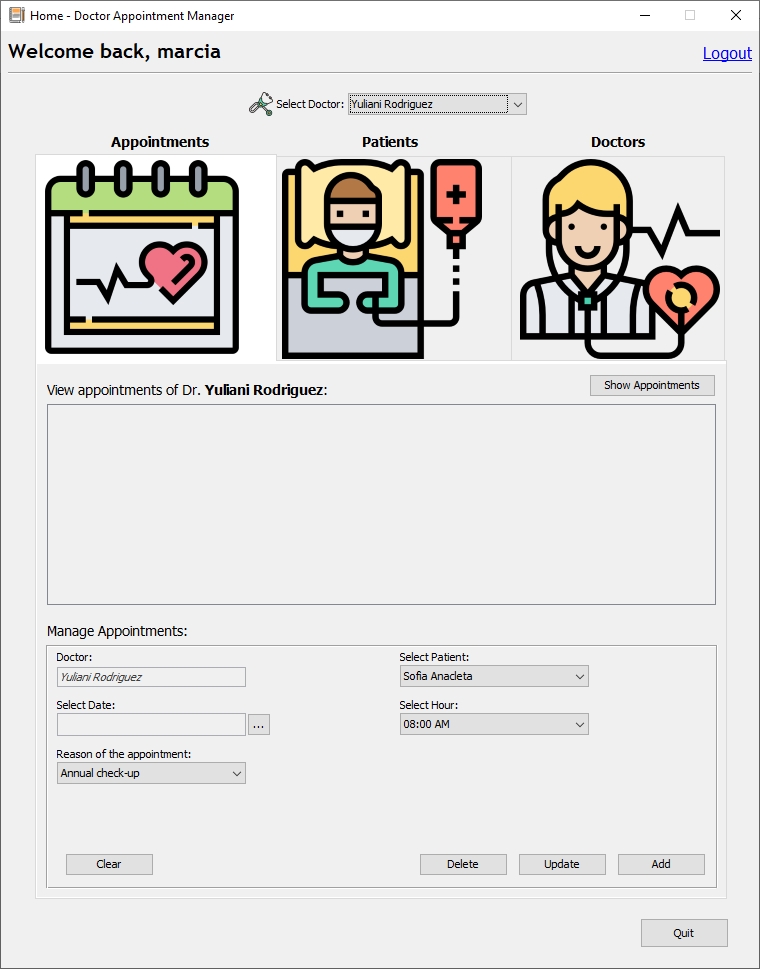 Home - Doctor Appointment Manager
Welcome back, marcia
Logout
Select Doctor: Yuliani Rodriguez
Appointments Patients Doctors
View appointments of Dr. Yuliani Rodriguez:
Show Appointments
Manage Appointments:
Doctor:
Yuliani Rodriguez
Select Patient:
Sofia Anacleta
Select Date:
...
Select Hour:
08:00 AM
Reason of the appointment:
Annual check-up
Clear Delete Update Add
Quit